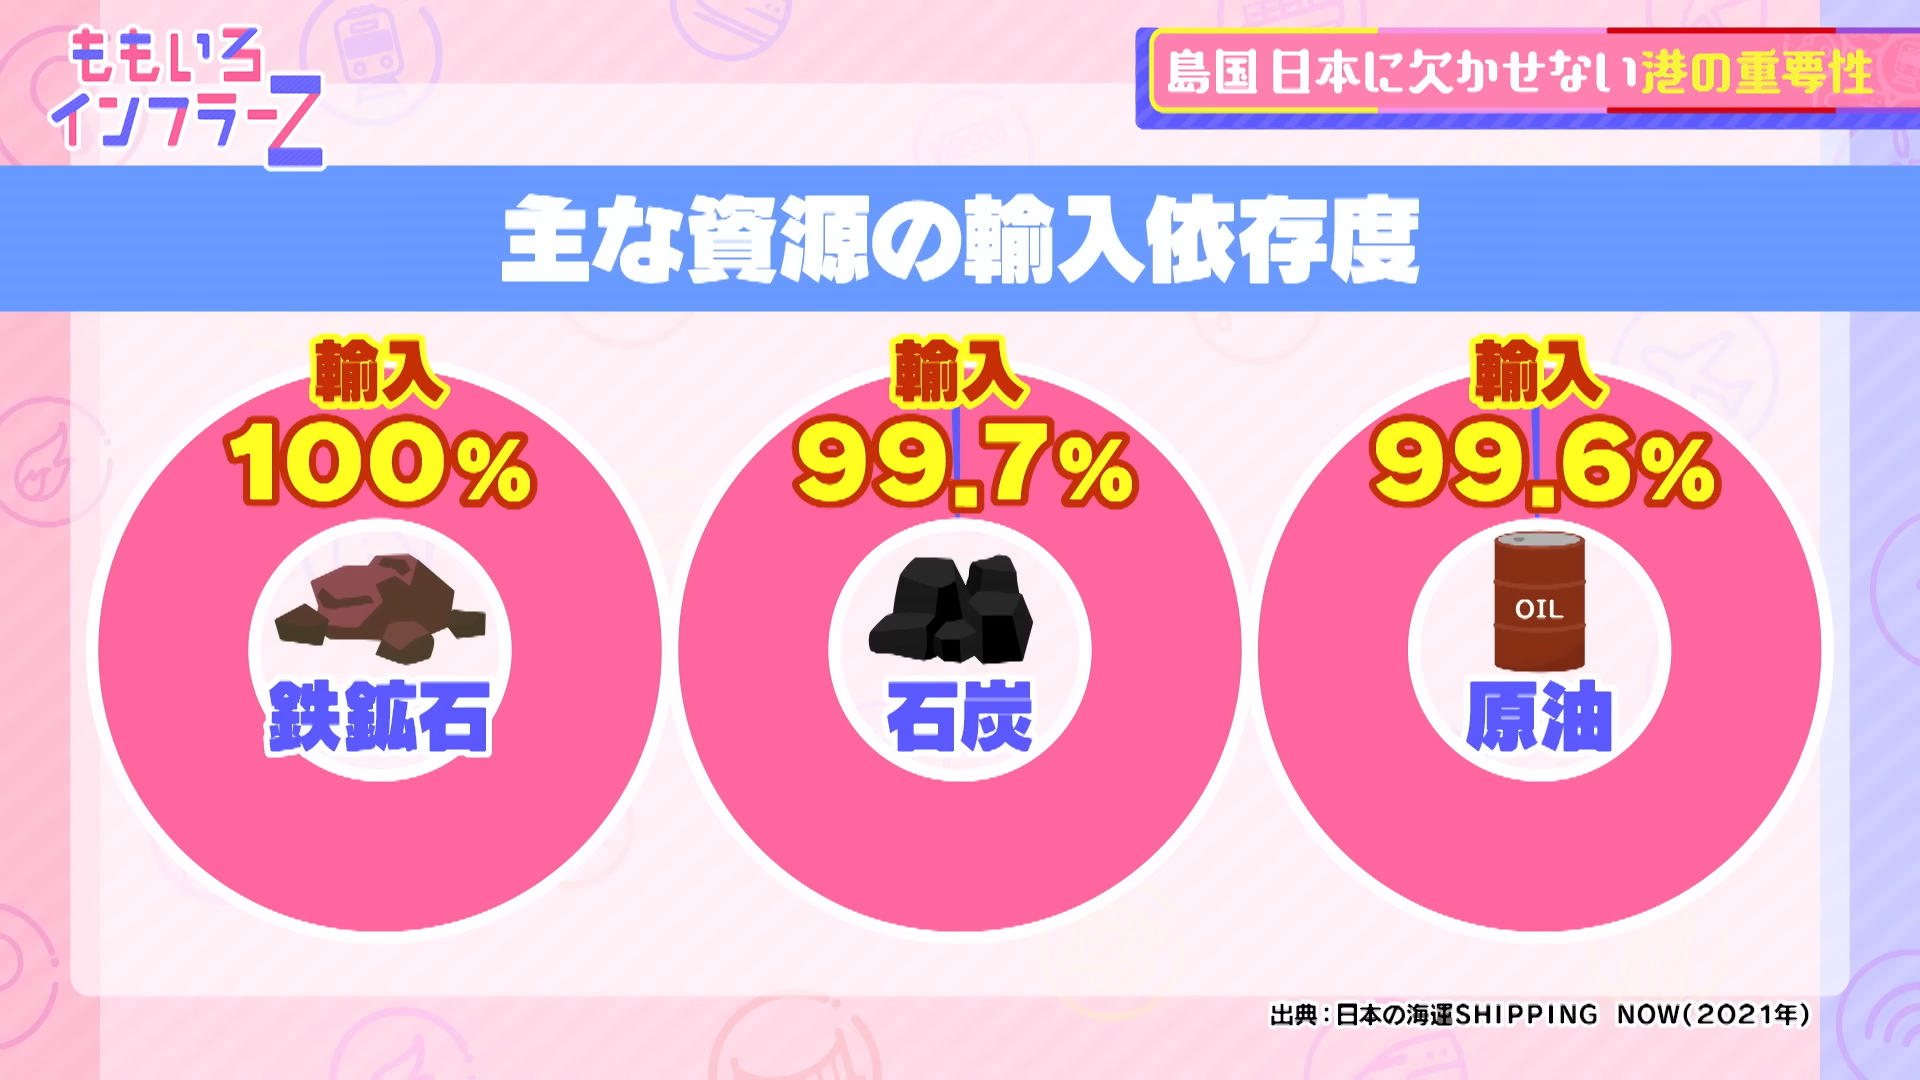 ももいろ
インフラーZ
島国 日本に欠かせない港の重要性
主な資源の輸入依存度
輸入
100%
鉄鉱石
輸入
99.7%
石炭
輸入
99.6%
OIL
原油
出典:日本の海運SHIPPING NOW(2021年)